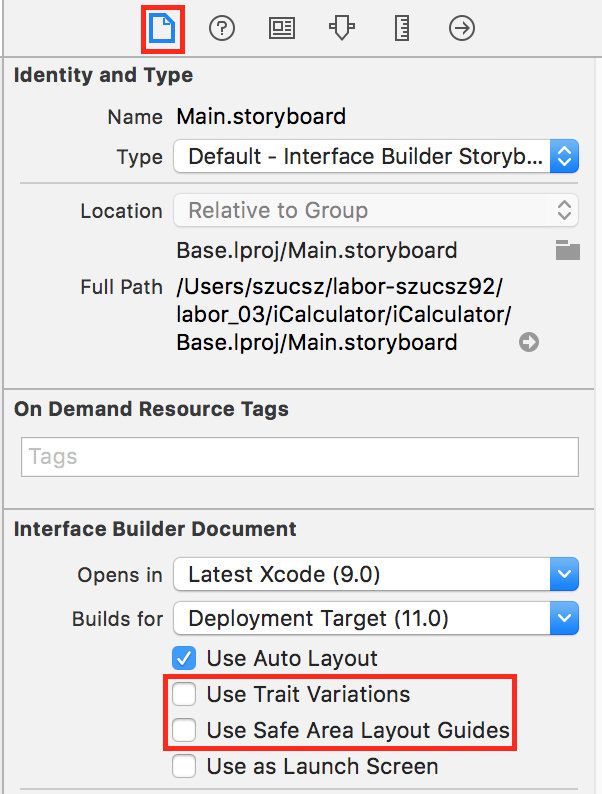 Identity and Type
Name Main.storyboard
Type Default - Interface Builder Storyb...
Location Relative to Group
Base.lproj/Main.storyboard
Full Path /Users/szucsz/labor-szucsz92/
labor_03/iCalculator/iCalculator/
Base.lproj/Main.storyboard
On Demand Resource Tags
Tags
Interface Builder Document
Opens in Latest Xcode (9.0)
Builds for Deployment Target (11.0)
Use Auto Layout
Use Trait Variations
Use Safe Area Layout Guides
Use as Launch Screen